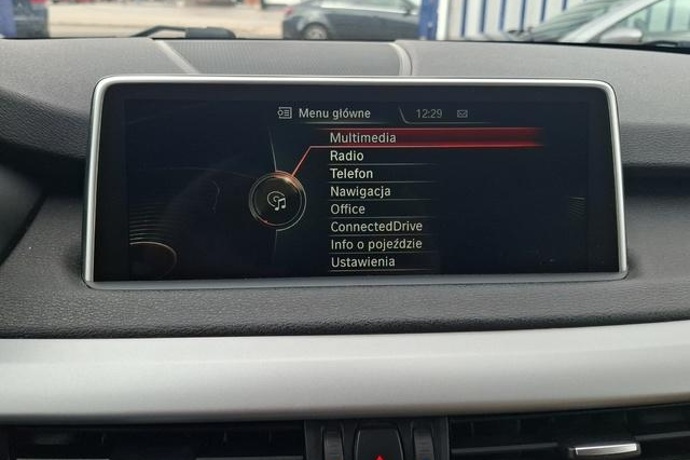 Menu główne 12:29
Multimedia
Radio
Telefon
Nawigacja
Office
ConnectedDrive
Info o pojeździe
Ustawienia